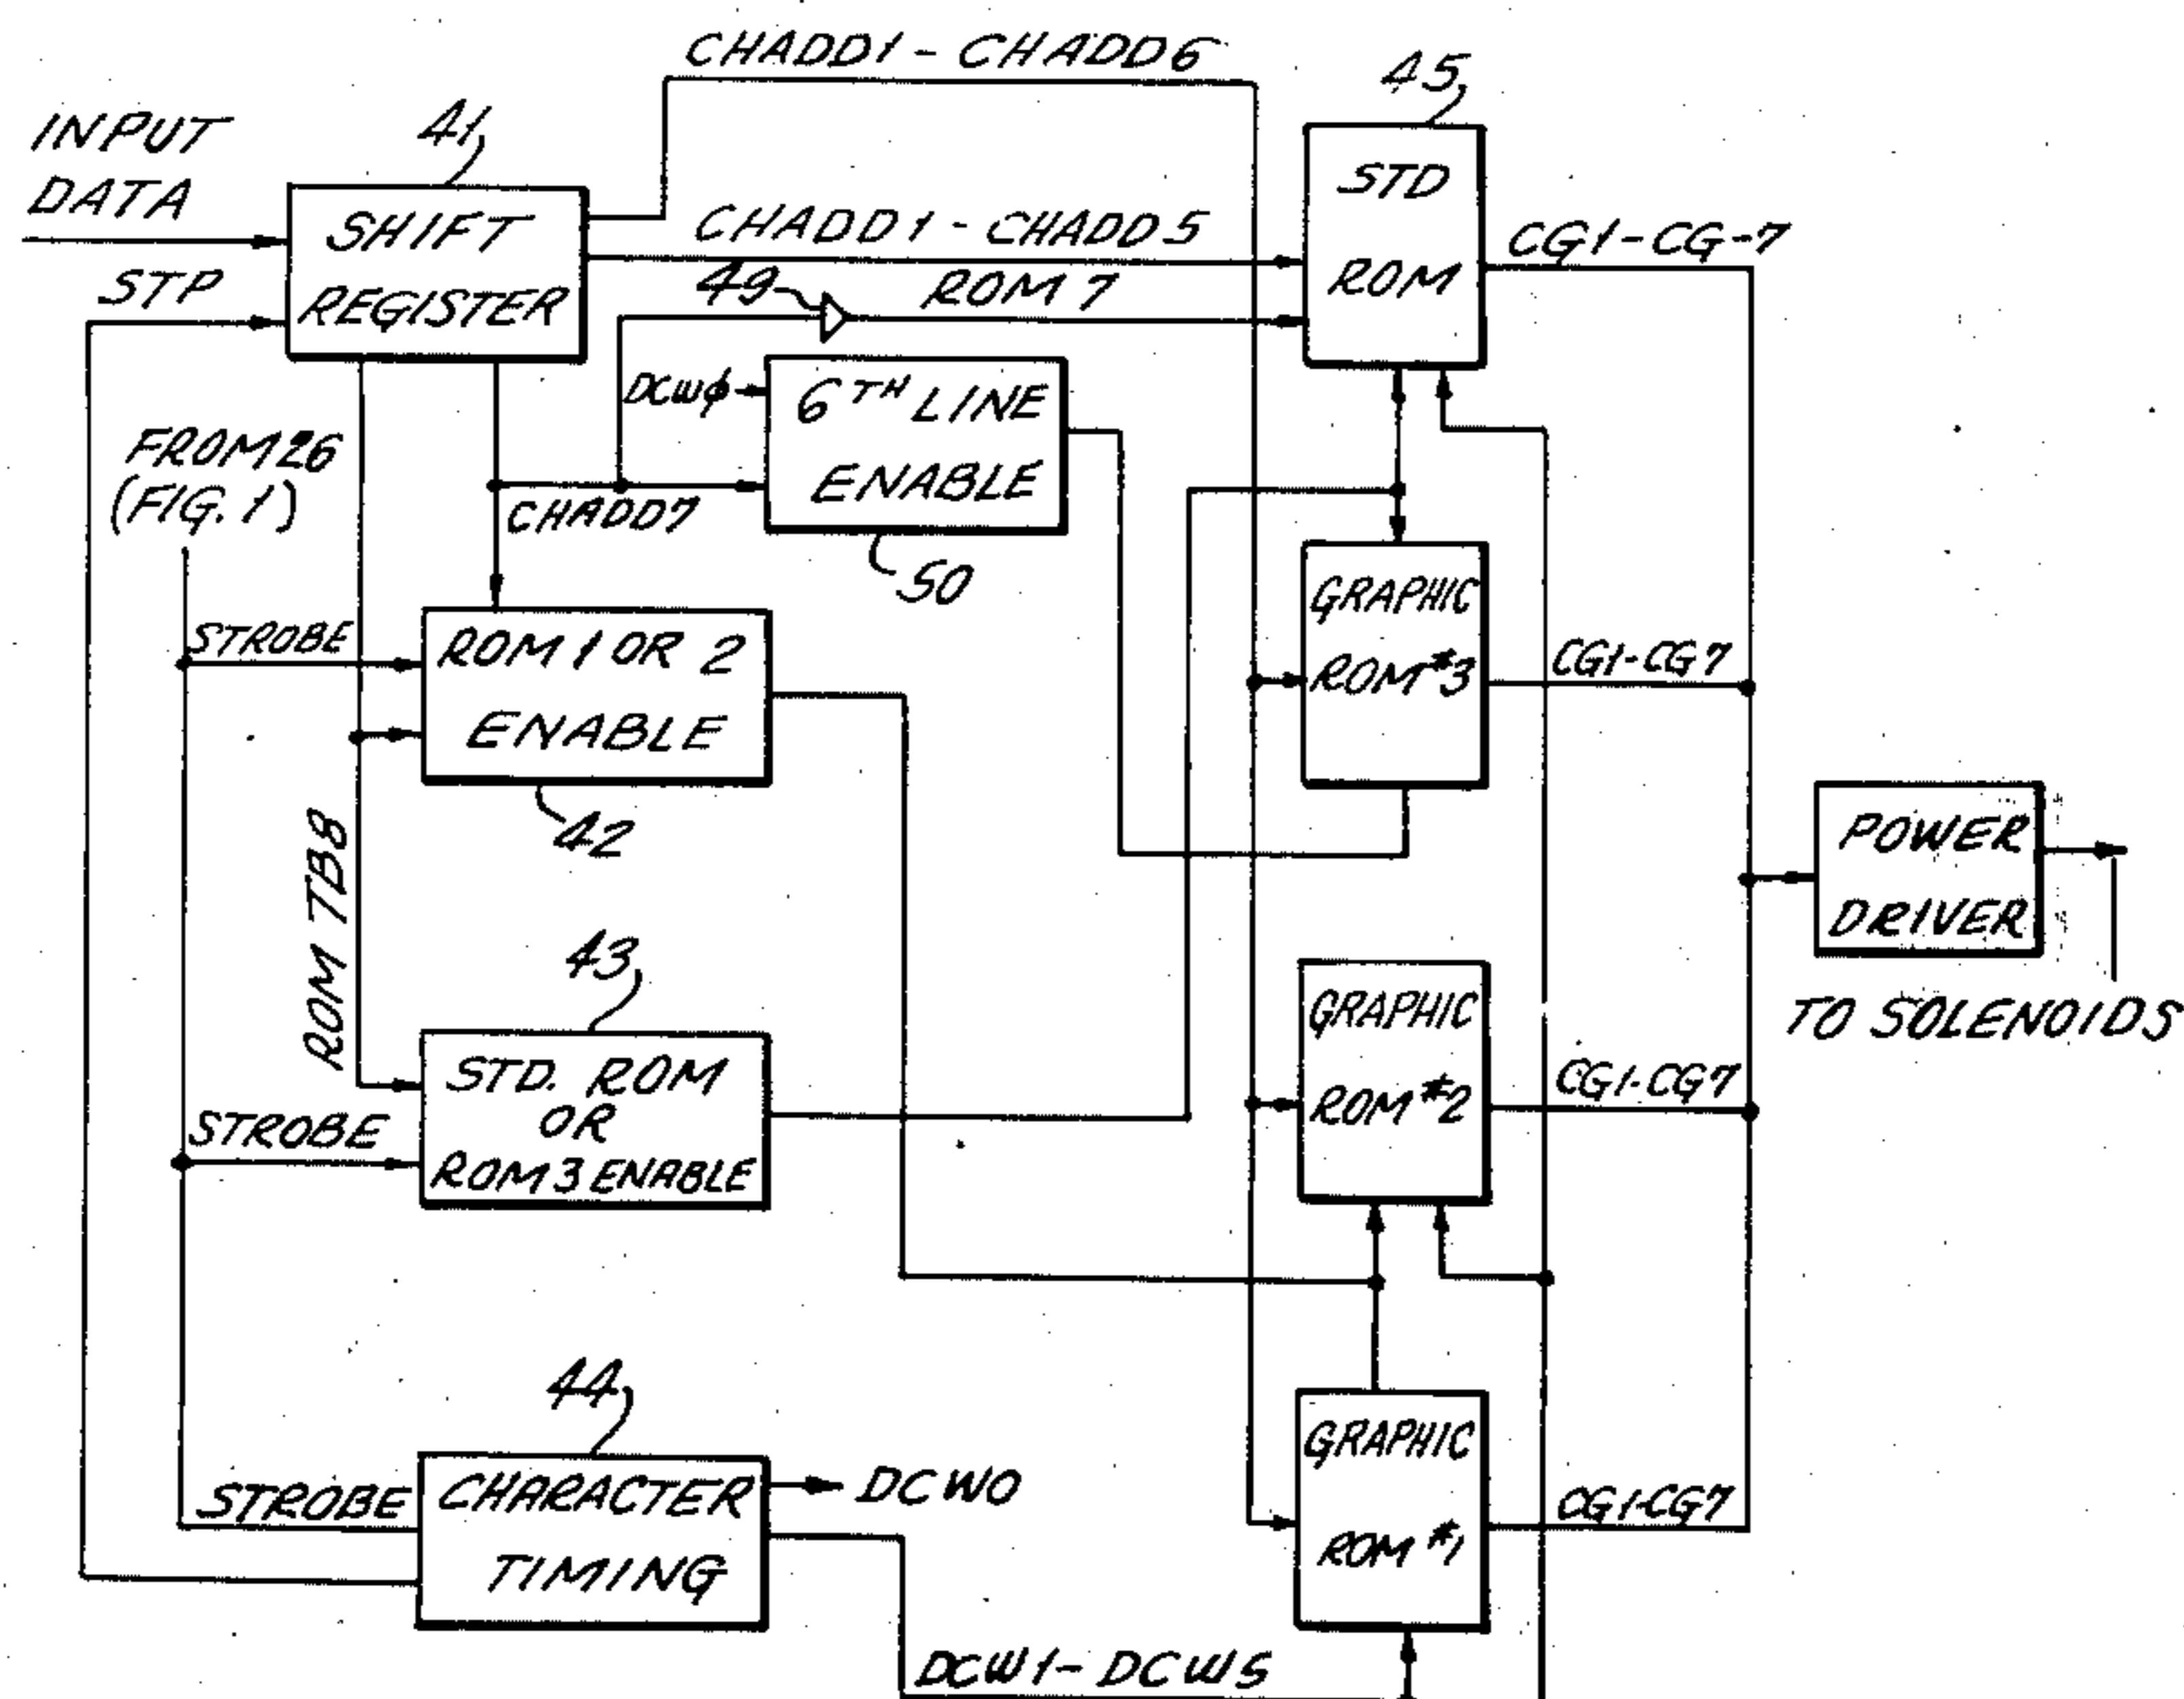 CHADD1 - CHADD6
45
INPUT
DATA
41
SHIFT
REGISTER
STP
CHADD1 - CHADD5
49
ROM 7
STD
ROM
CG1-CG-7
DCWϕ
6TH LINE
ENABLE
50
FROM 26
(FIG. 1)
CHADD7
STROBE
ROM 1 OR 2
ENABLE
42
GRAPHIC
ROM #3
CG1-CG7
ROM 7B8
POWER
DRIVER
TO SOLENOIDS
43
STD. ROM
OR
ROM 3 ENABLE
STROBE
GRAPHIC
ROM #2
CG1-CG7
44
STROBE
CHARACTER
TIMING
DCW0
GRAPHIC
ROM #1
CG1-CG7
DCW1- DCW5